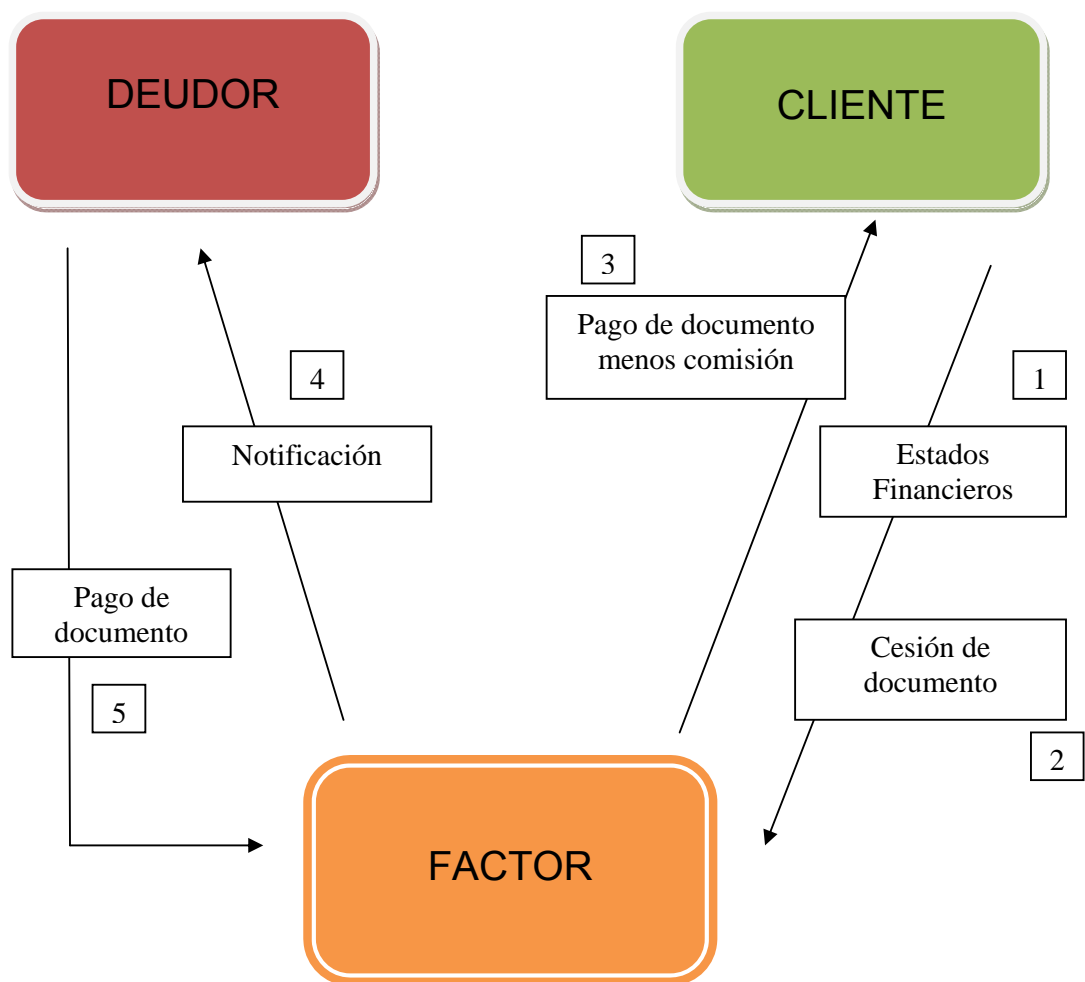 DEUDOR
CLIENTE
3
Pago de documento
menos comisión
4
1
Notificación
Estados
Financieros
Pago de
documento
Cesión de
documento
5
2
FACTOR